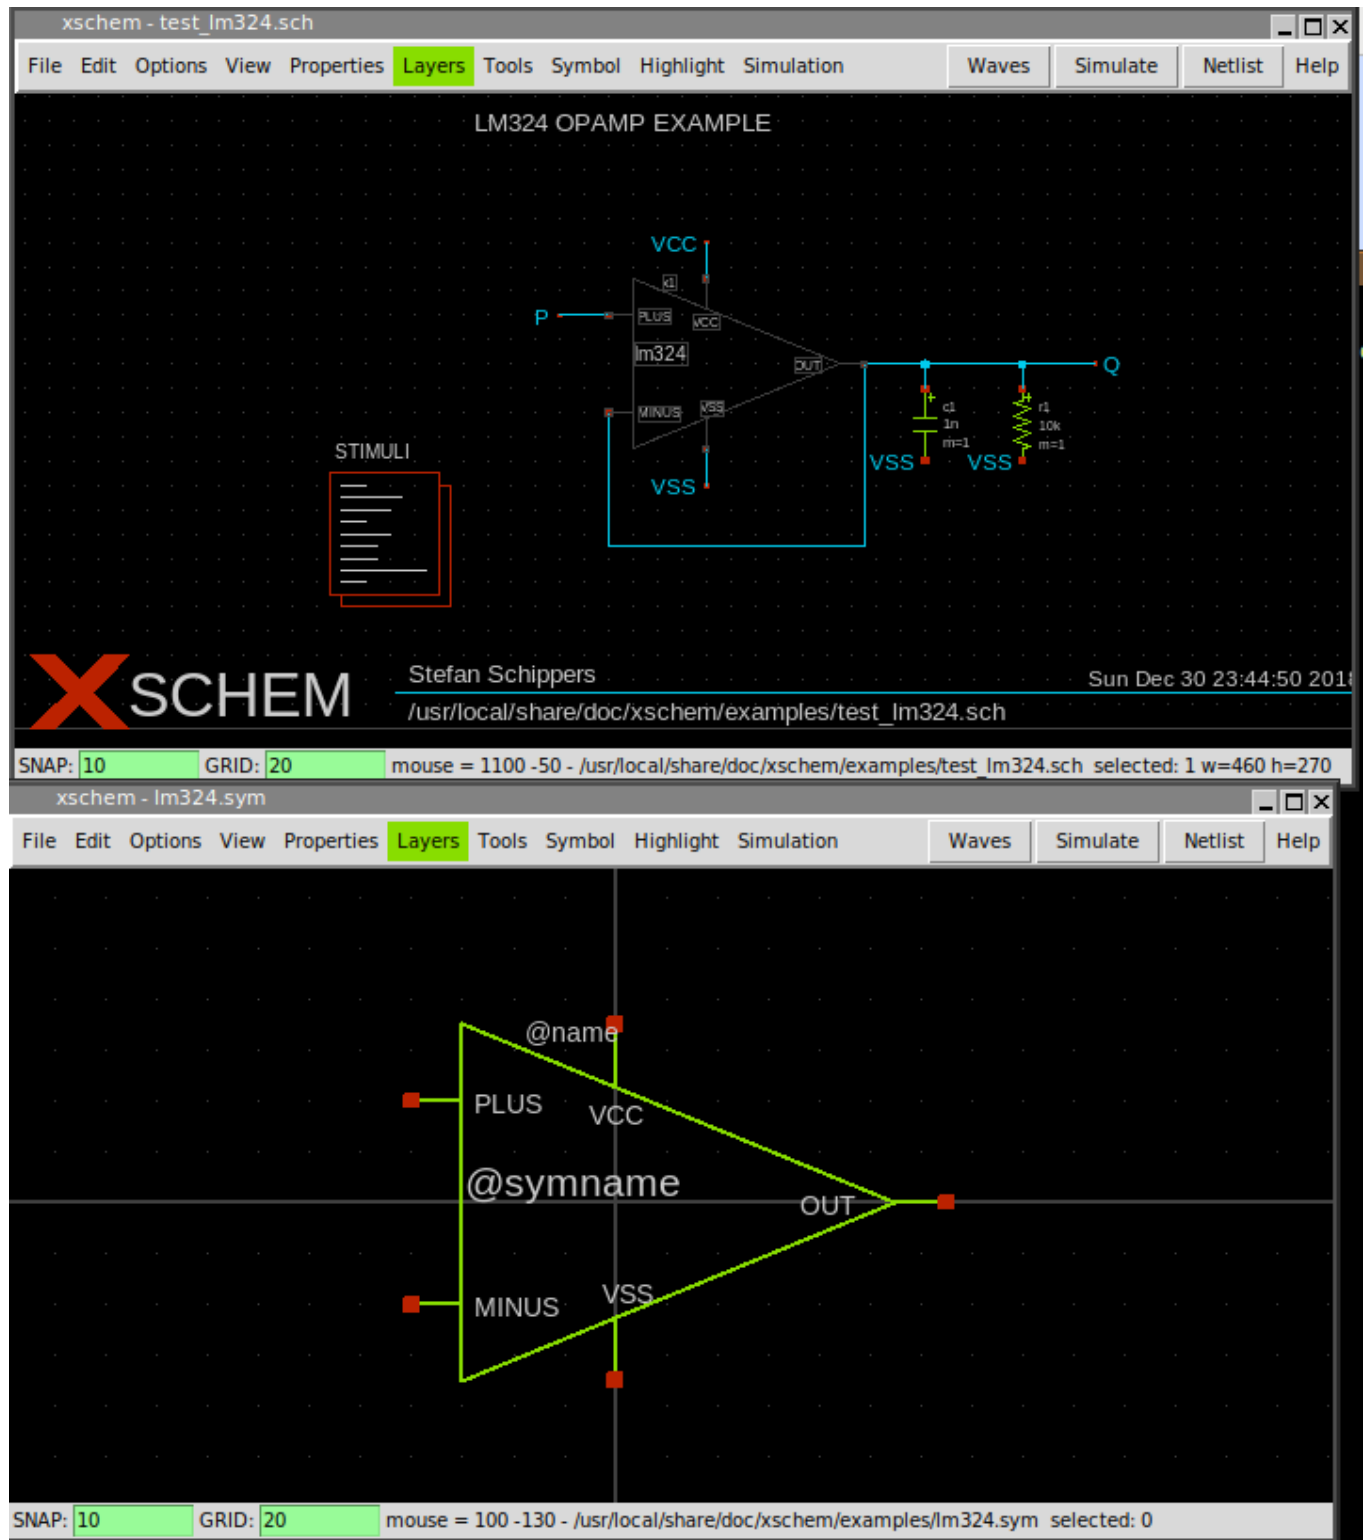 xschem - test_lm324.sch
File Edit Options View Properties Layers Tools Symbol Highlight Simulation Waves Simulate Netlist Help
LM324 OPAMP EXAMPLE
VCC
x1
P
PLUS
VCC
lm324
OUT
Q
MINUS
VSS
c1
1n
m=1
r1
10k
m=1
VSS
VSS
VSS
STIMULI
XSCHEM
Stefan Schippers
Sun Dec 30 23:44:50 2018
/usr/local/share/doc/xschem/examples/test_lm324.sch
SNAP: 10 GRID: 20 mouse = 1100 -50 - /usr/local/share/doc/xschem/examples/test_lm324.sch selected: 1 w=460 h=270
xschem - lm324.sym
File Edit Options View Properties Layers Tools Symbol Highlight Simulation Waves Simulate Netlist Help
@name
PLUS
VCC
@symname
OUT
VSS
MINUS
SNAP: 10 GRID: 20 mouse = 100 -130 - /usr/local/share/doc/xschem/examples/lm324.sym selected: 0